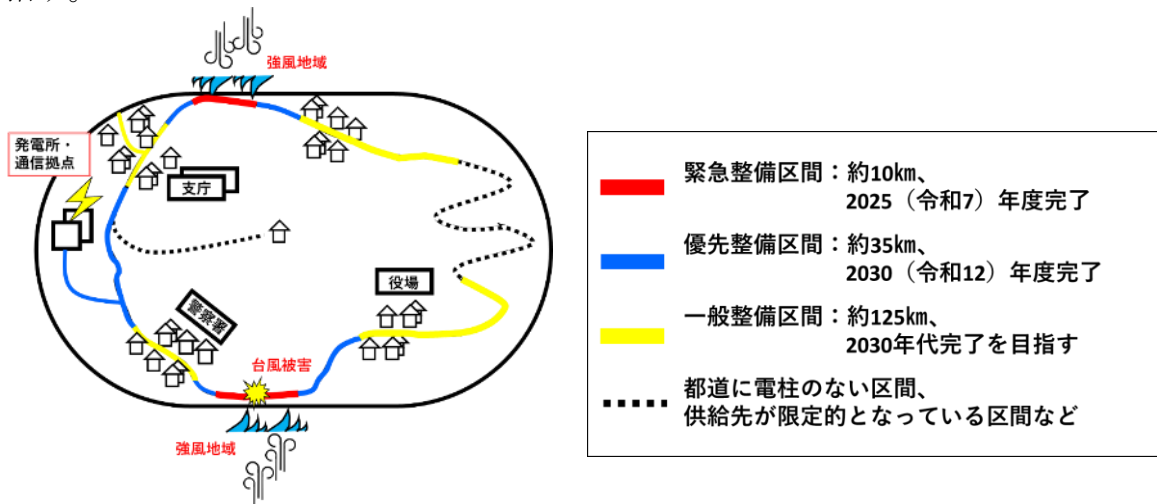 強風地域
発電所・
通信拠点
支庁
役場
警察署
台風被害
強風地域
緊急整備区間：約10㎞、
2025（令和7）年度完了
優先整備区間：約35㎞、
2030（令和12）年度完了
一般整備区間：約125㎞、
2030年代完了を目指す
都道に電柱のない区間、
供給先が限定的となっている区間など